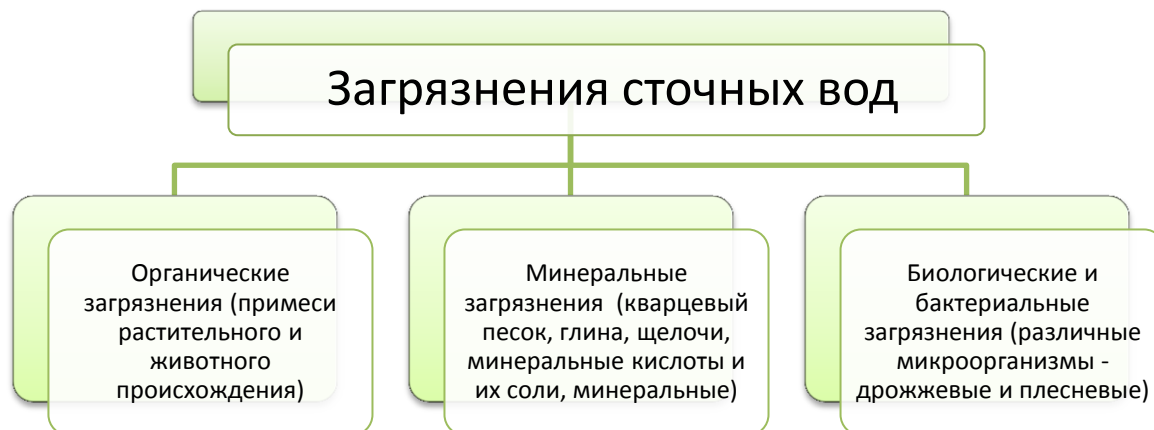 Загрязнения сточных вод
Органические
загрязнения (примеси
растительного и
животного
происхождения)
Минеральные
загрязнения (кварцевый
песок, глина, щелочи,
минеральные кислоты и
их соли, минеральные)
Биологические и
бактериальные
загрязнения (различные
микроорганизмы -
дрожжевые и плесневые)